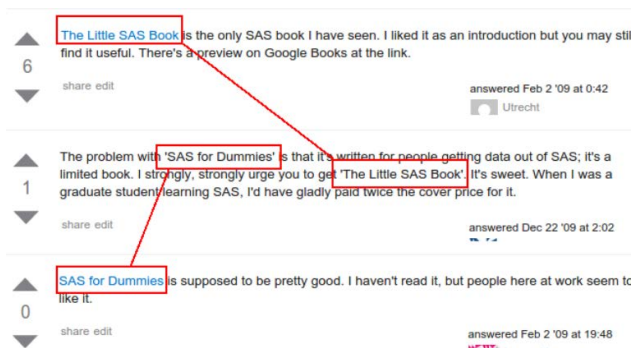 The Little SAS Book is the only SAS book I have seen. I liked it as an introduction but you may stil
find it useful. There's a preview on Google Books at the link.
6
share edit
answered Feb 2 '09 at 0:42
Utrecht
The problem with 'SAS for Dummies' is that it's written for people getting data out of SAS; it's a
limited book. I strongly, strongly urge you to get 'The Little SAS Book'. It's sweet. When I was a
1
graduate student learning SAS, I'd have gladly paid twice the cover price for it.
share edit
answered Dec 22 '09 at 2:02
SAS for Dummies is supposed to be pretty good. I haven't read it, but people here at work seem to
like it.
0
share edit
answered Feb 2 '09 at 19:48